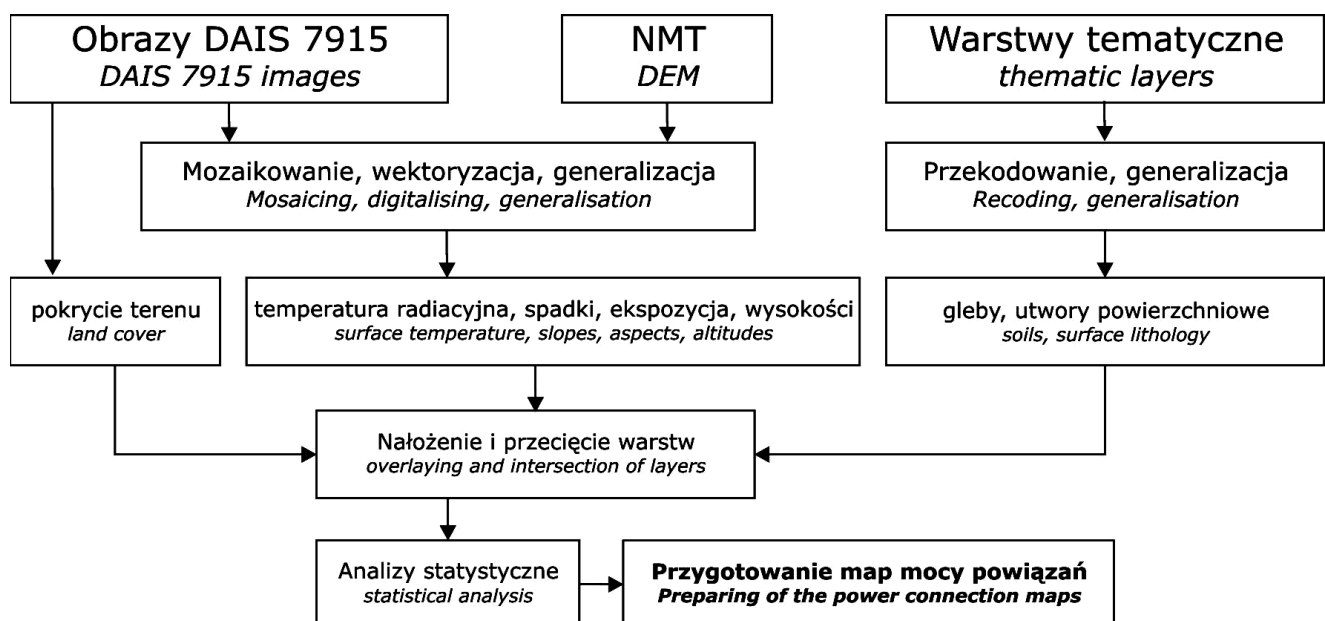 Obrazy DAIS 7915
DAIS 7915 images
NMT
DEM
Warstwy tematyczne
thematic layers
Mozaikowanie, wektoryzacja, generalizacja
Mosaicing, digitalising, generalisation
Przekodowanie, generalizacja
Recoding, generalisation
pokrycie terenu
land cover
temperatura radiacyjna, spadki, ekspozycja, wysokości
surface temperature, slopes, aspects, altitudes
gleby, utwory powierzchniowe
soils, surface lithology
Nałożenie i przecięcie warstw
overlaying and intersection of layers
Analizy statystyczne
statistical analysis
Przygotowanie map mocy powiązań
Preparing of the power connection maps